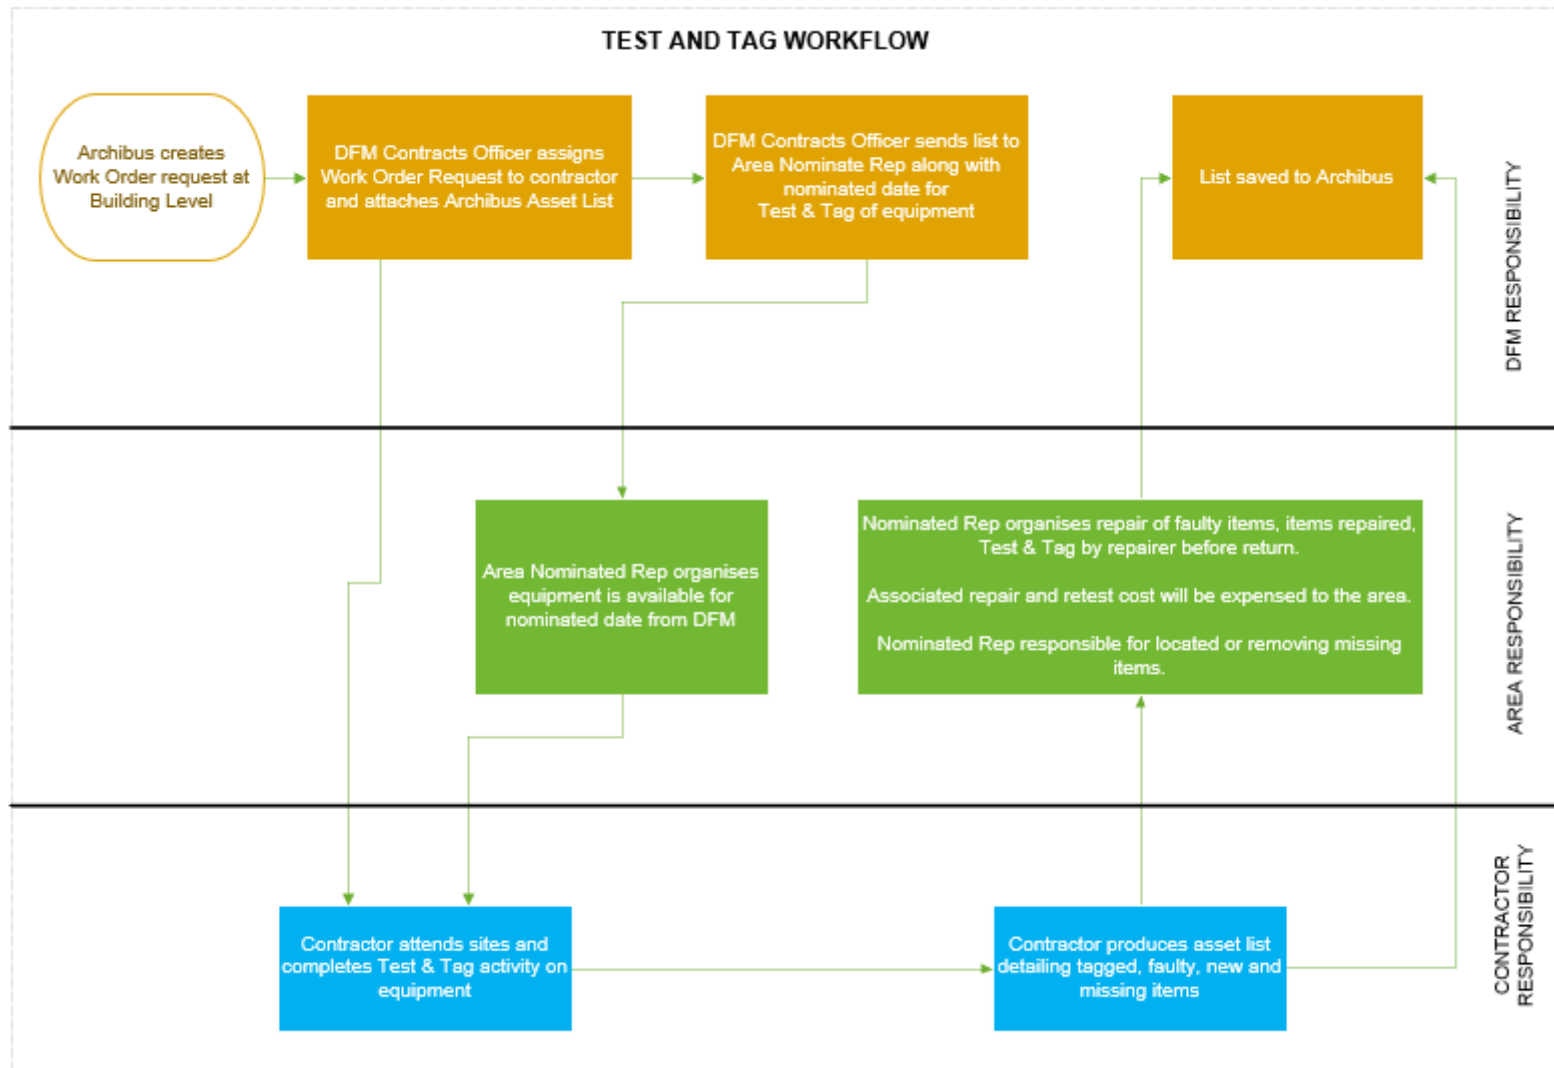 TEST AND TAG WORKFLOW
Archibus creates
Work Order request at
Building Level
DFM Contracts Officer assigns
Work Order Request to contractor
and attaches Archibus Asset List
DFM Contracts Officer sends list to
Area Nominate Rep along with
nominated date for
Test & Tag of equipment
List saved to Archibus
DFM RESPONSIBILITY
Area Nominated Rep organises
equipment is available for
nominated date from DFM
Nominated Rep organises repair of faulty items, items repaired,
Test & Tag by repairer before return.
Associated repair and retest cost will be expensed to the area.
Nominated Rep responsible for located or removing missing
items.
AREA RESPONSIBILITY
Contractor attends sites and
completes Test & Tag activity on
equipment
Contractor produces asset list
detailing tagged, faulty, new and
missing items
CONTRACTOR
RESPONSIBILITY